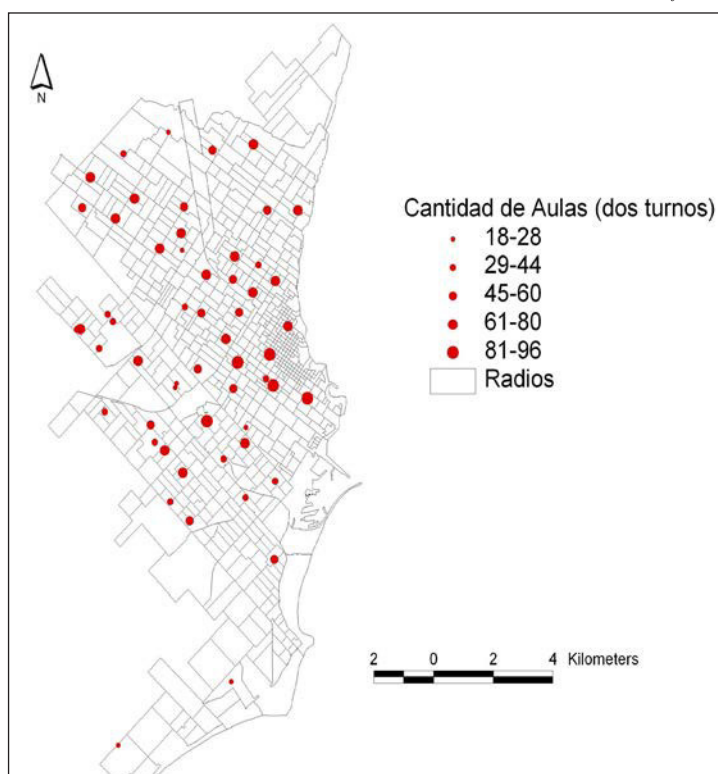 N
Cantidad de Aulas (dos turnos)
18-28
29-44
45-60
61-80
81-96
Radios
2 0 2 4 Kilometers